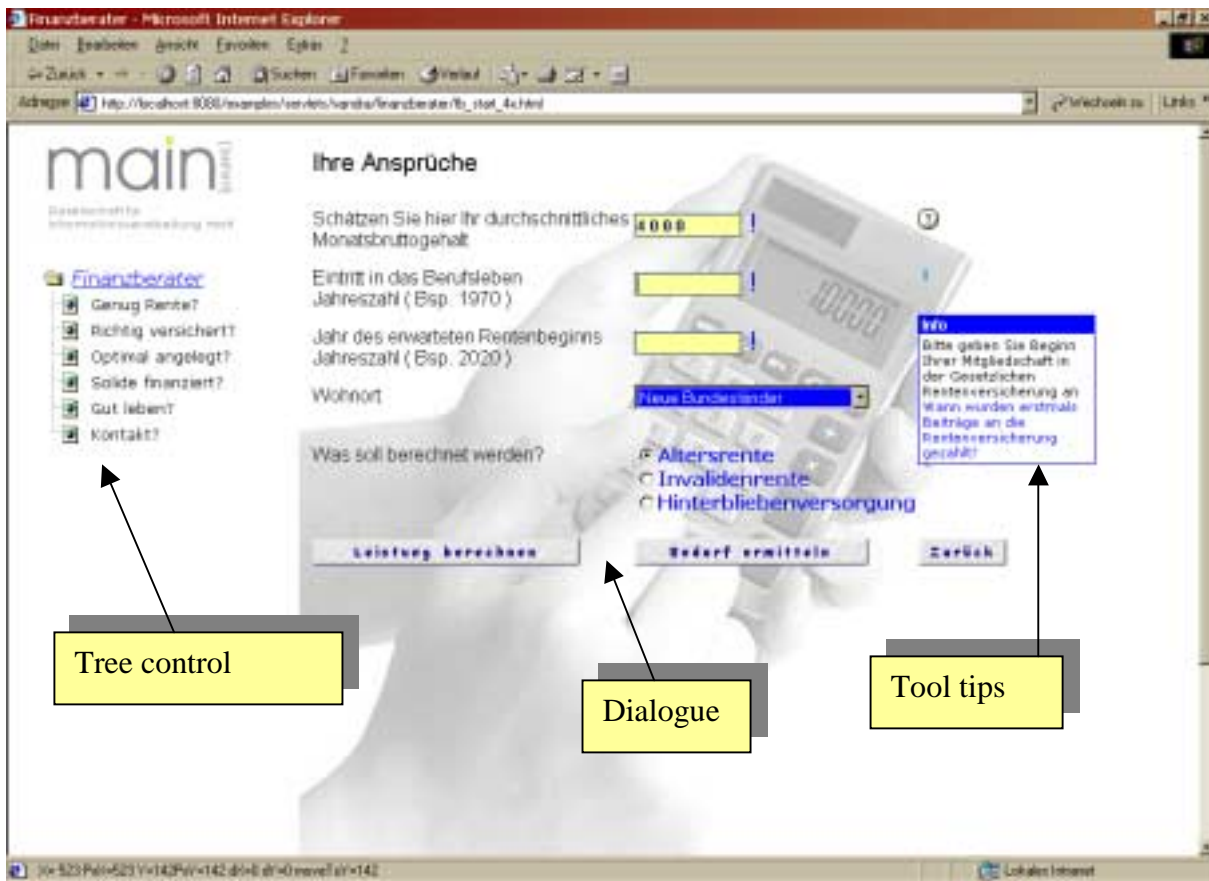 Finanzberater - Microsoft Internet Explorer
Datei Bearbeiten Ansicht Favoriten Extras ?
Zurück Suchen Favoriten Verlauf
Adresse Wechseln zu Links
main
Ihre Ansprüche
Schätzen Sie hier Ihr durchschnittliches
Monatsbruttogehalt
4000 !
Finanzberater
Genug Rente?
Richtig versichert?
Optimal angelegt?
Solide finanziert?
Gut leben?
Kontakt?
Eintritt in das Berufsleben
Jahreszahl ( Bsp. 1970 )
!
Jahr des erwarteten Rentenbeginns
Jahreszahl ( Bsp. 2020 )
!
Wohnort
Neue Bundesländer
Was soll berechnet werden?
Altersrente
Invalidenrente
Hinterbliebenversorgung
Leistung berechnen
Bedarf ermitteln
Zurück
10000
?
!
Info
Bitte geben Sie Beginn
Ihrer Mitgliedschaft in
der Gesetzlichen
Rentenversicherung an
Wann wurden erstmals
Beiträge an die
Rentenversicherung
gezahlt?
Tree control
Dialogue
Tool tips
Lokales Intranet